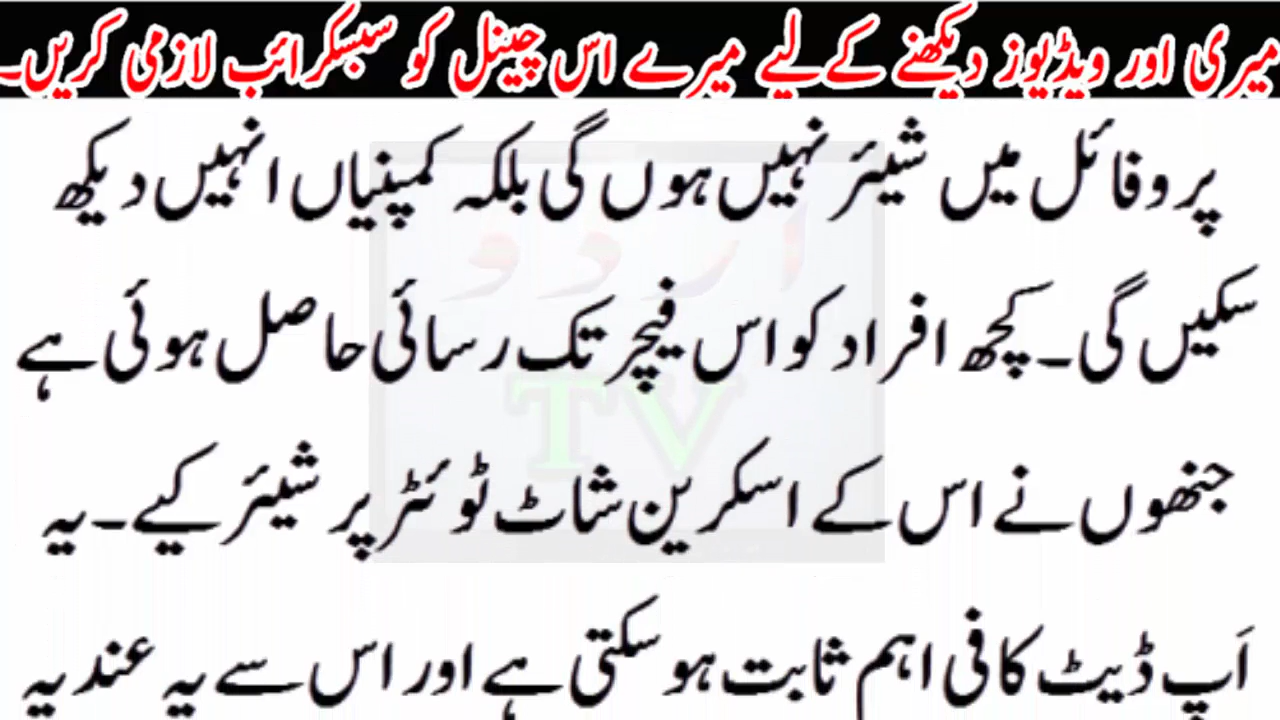 میری اور ویڈیوز دیکھنے کے لیے میرے اس چینل کو سبسکرائب لازمی کریں۔
پروفائل میں شیئر نہیں ہوں گی بلکہ کمپنیاں انہیں دیکھ
سکیں گی۔ کچھ افراد کو اس فیچر تک رسائی حاصل ہوئی ہے
جنھوں نے اس کے اسکرین شاٹ ٹوئٹر پر شیئر کیے۔ یہ
اَپ ڈیٹ کافی اہم ثابت ہو سکتی ہے اور اس سے یہ عندیہ
اردو
TV